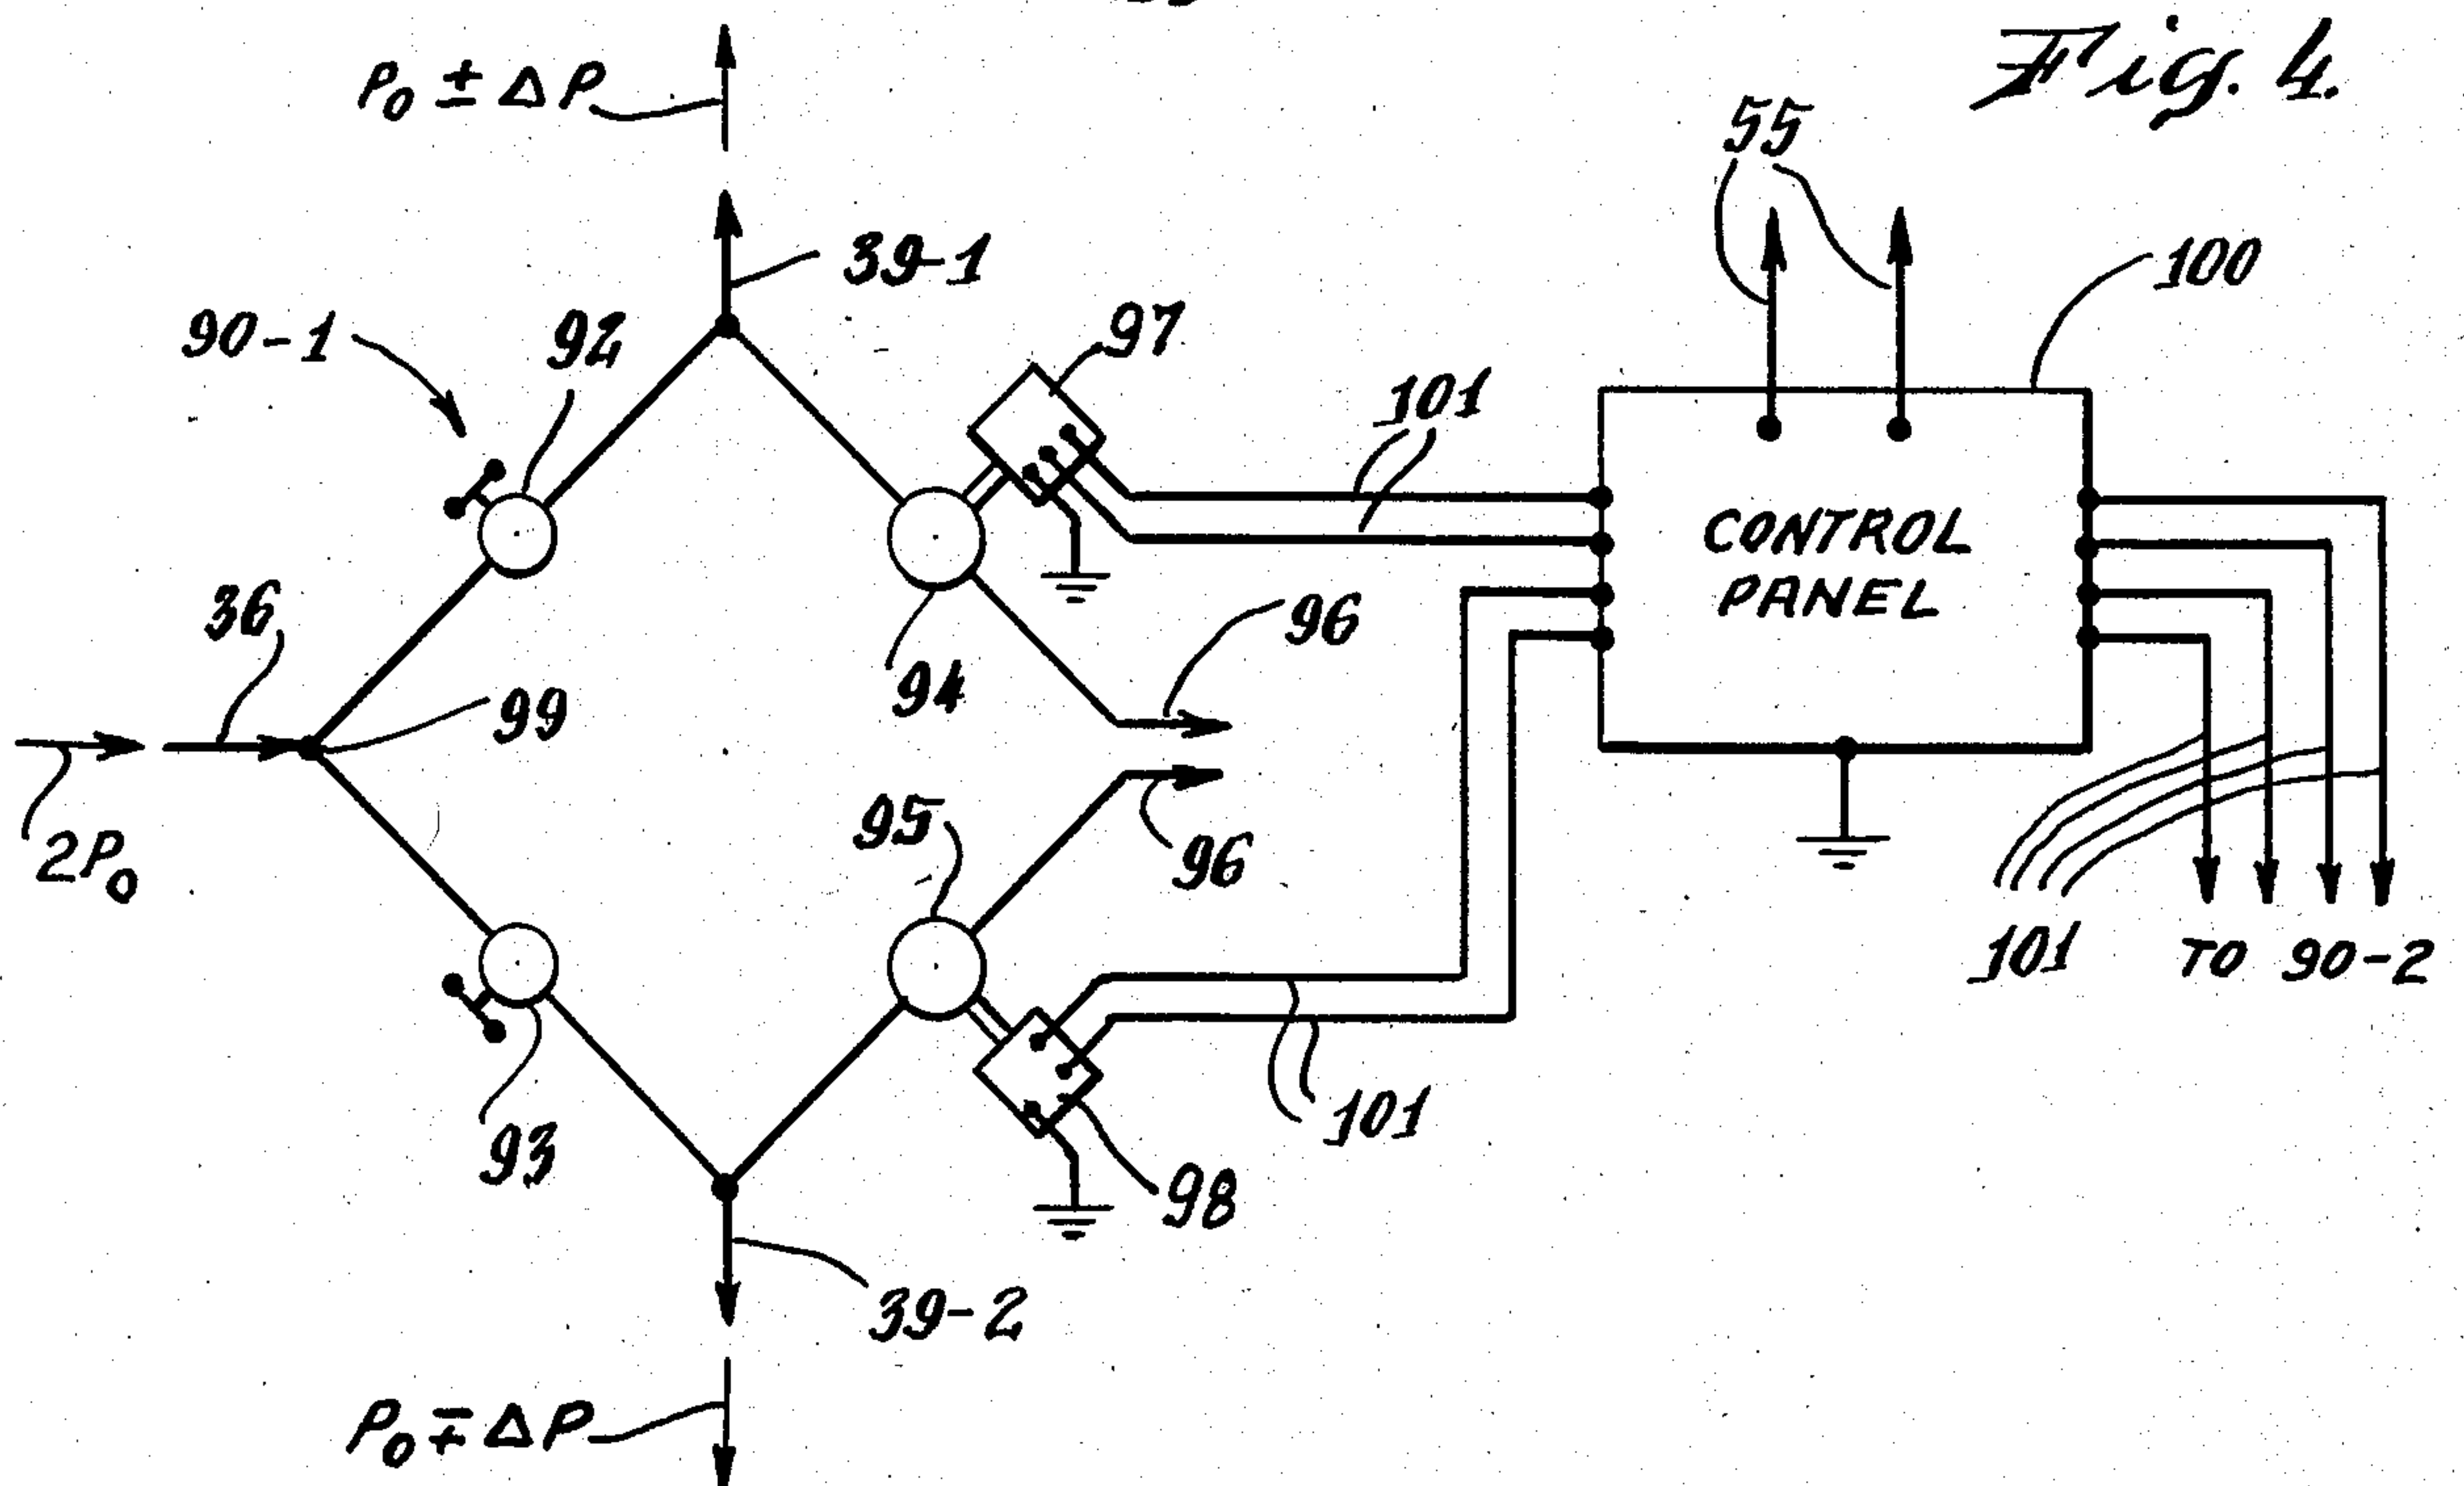 Fig. 4.
P₀ ± ΔP
55
39-1
100
97
90-1
92
101
CONTROL
PANEL
36
96
94
99
95
2P₀
96
101
TO 90-2
93
101
98
39-2
P₀ ∓ ΔP